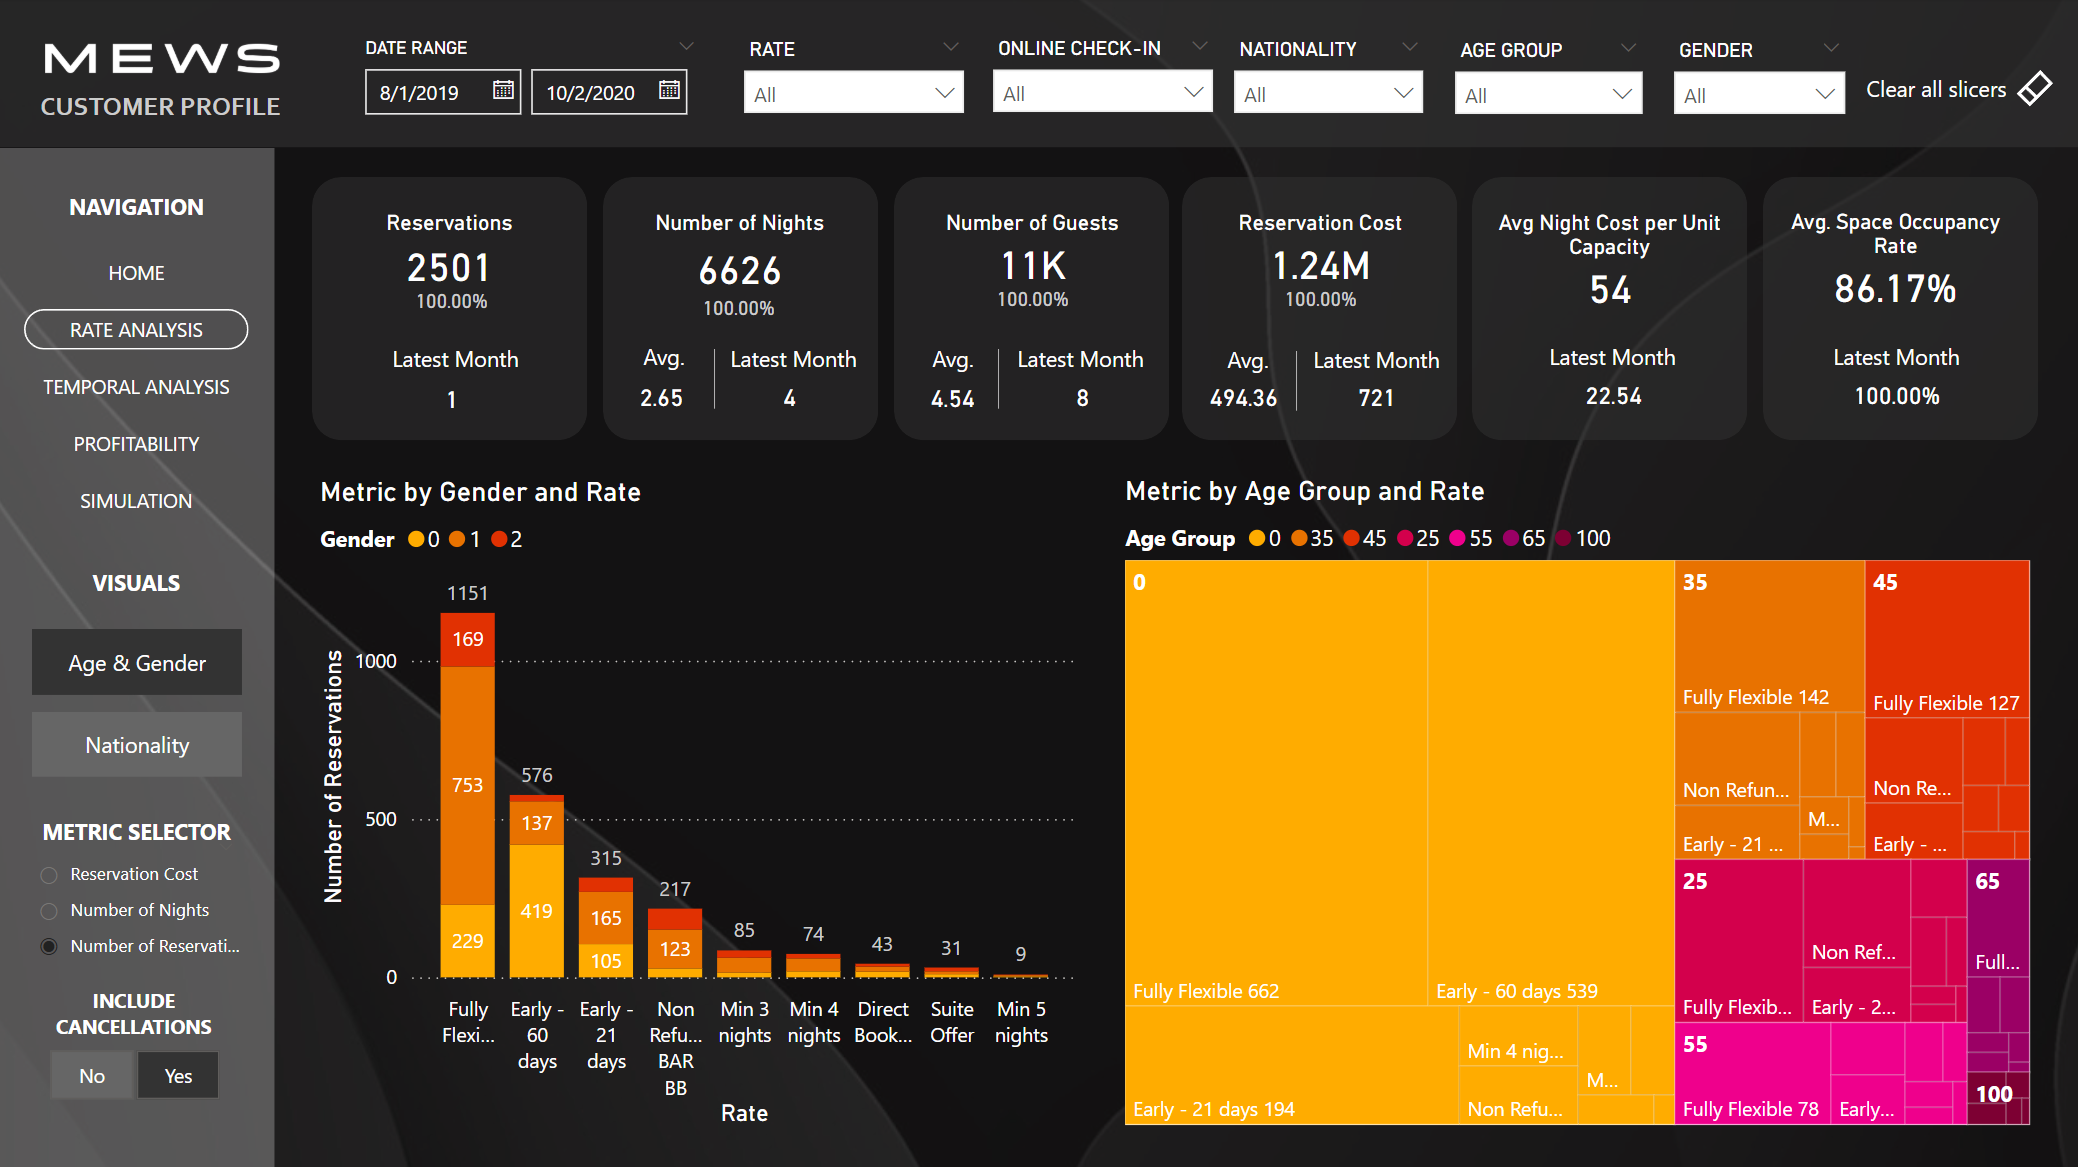 MEWS
CUSTOMER PROFILE
DATE RANGE
8/1/2019
10/2/2020
RATE
All
ONLINE CHECK-IN
All
NATIONALITY
All
AGE GROUP
All
GENDER
All
Clear all slicers
NAVIGATION
HOME
RATE ANALYSIS
TEMPORAL ANALYSIS
PROFITABILITY
SIMULATION
VISUALS
Age & Gender
Nationality
METRIC SELECTOR
Reservation Cost
Number of Nights
Number of Reservati...
INCLUDE
CANCELLATIONS
No
Yes
Reservations
2501
100.00%
Latest Month
1
Number of Nights
6626
100.00%
Avg.
2.65
Latest Month
4
Number of Guests
11K
100.00%
Avg.
4.54
Latest Month
8
Reservation Cost
1.24M
100.00%
Avg.
494.36
Latest Month
721
Avg Night Cost per Unit
Capacity
54
Latest Month
22.54
Avg. Space Occupancy
Rate
86.17%
Latest Month
100.00%
Metric by Gender and Rate
Gender 0 1 2
Number of Reservations
1000
500
0
1151
169
753
229
576
137
419
315
165
105
217
123
85
74
43
31
9
Fully
Flexi...
Early -
60
days
Early -
21
days
Non
Refu...
BAR
BB
Min 3
nights
Min 4
nights
Direct
Book...
Suite
Offer
Min 5
nights
Rate
Metric by Age Group and Rate
Age Group 0 35 45 25 55 65 100
0
Fully Flexible 662
Early - 60 days 539
Early - 21 days 194
Min 4 nig...
Non Refu...
M...
35
Fully Flexible 142
Non Refun...
Early - 21 ...
M...
45
Fully Flexible 127
Non Re...
Early - ...
25
Fully Flexib...
Non Ref...
Early - 2...
55
Fully Flexible 78
Early...
65
Full...
100